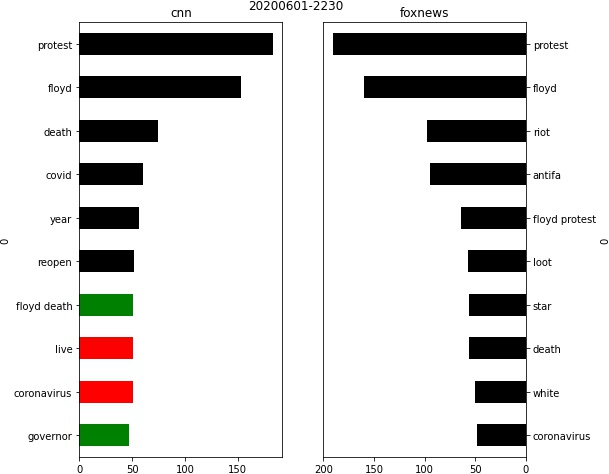 20200601-2230
cnn
foxnews
protest
floyd
death
covid
year
reopen
floyd death
live
coronavirus
governor
0
0 50 100 150
protest
floyd
riot
antifa
floyd protest
loot
star
death
white
coronavirus
0
200 150 100 50 0